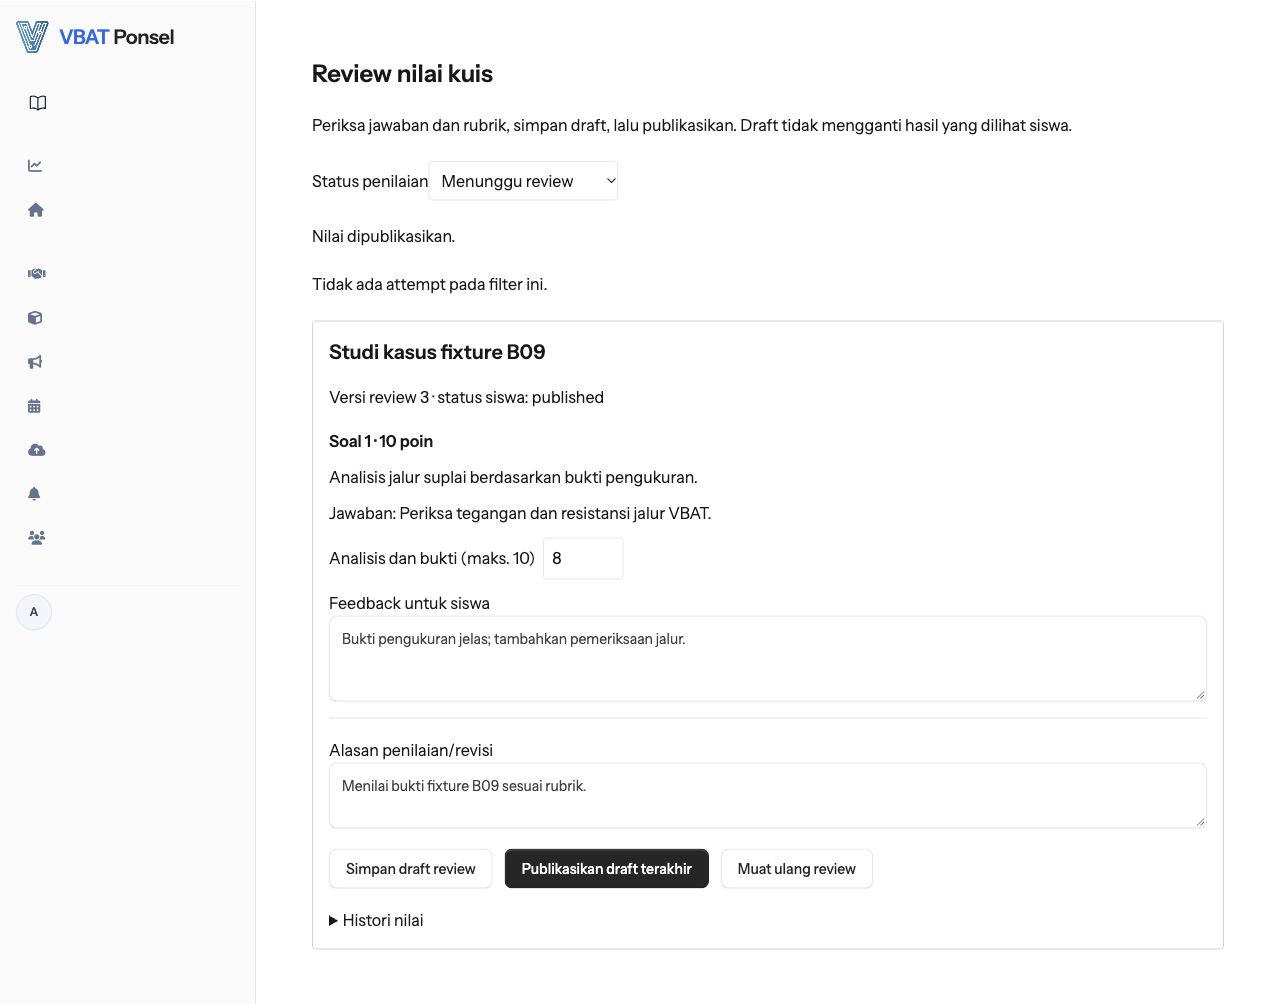 VBAT Ponsel
Review nilai kuis
Periksa jawaban dan rubrik, simpan draft, lalu publikasikan. Draft tidak mengganti hasil yang dilihat siswa.
Status penilaian Menunggu review
Nilai dipublikasikan.
Tidak ada attempt pada filter ini.
Studi kasus fixture B09
Versi review 3 · status siswa: published
Soal 1 · 10 poin
Analisis jalur suplai berdasarkan bukti pengukuran.
Jawaban: Periksa tegangan dan resistansi jalur VBAT.
Analisis dan bukti (maks. 10) 8
Feedback untuk siswa
Bukti pengukuran jelas; tambahkan pemeriksaan jalur.
Alasan penilaian/revisi
Menilai bukti fixture B09 sesuai rubrik.
Simpan draft review Publikasikan draft terakhir Muat ulang review
Histori nilai
A